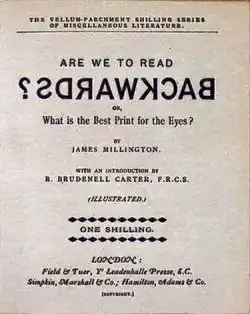 THE VELLUM-PARCHMENT SHILLING SERIES
OF MISCELLANEOUS LITERATURE.
ARE WE TO READ
BACKWARDS?
OR,
What is the Best Print for the Eyes?
BY
JAMES MILLINGTON.
WITH AN INTRODUCTION BY
R. BRUDENELL CARTER, F.R.C.S.
(ILLUSTRATED.)
ONE SHILLING.
LONDON:
Field & Tuer, Ye Leadenhalle Presse, E.C.
Simpkin, Marshall & Co.; Hamilton, Adams & Co.
[COPYRIGHT.]